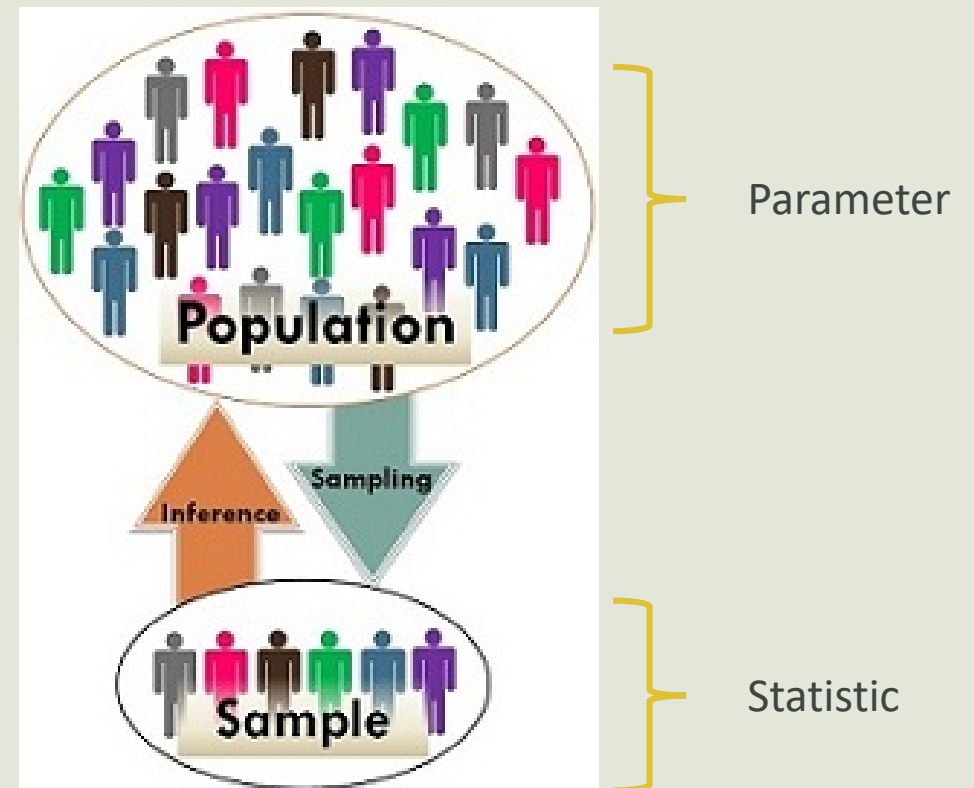 Parameter
Population
Sampling
Inference
Sample
Statistic